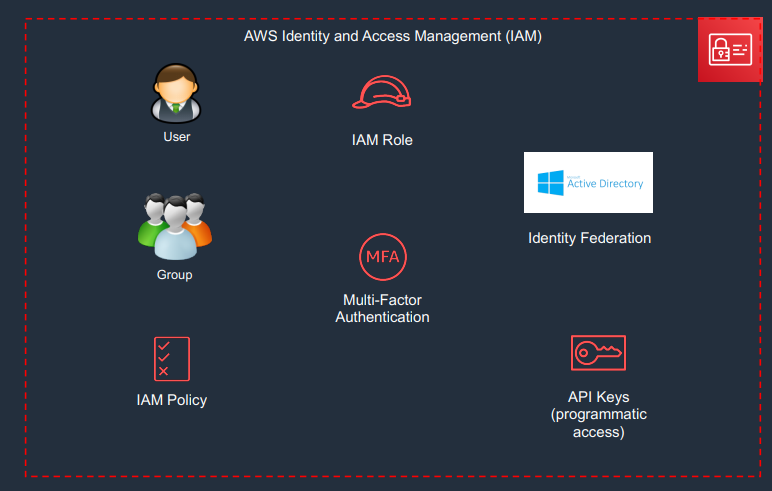 AWS Identity and Access Management (IAM)
User
IAM Role
Microsoft
Active Directory
Identity Federation
Group
MFA
Multi-Factor
Authentication
IAM Policy
API Keys
(programmatic
access)